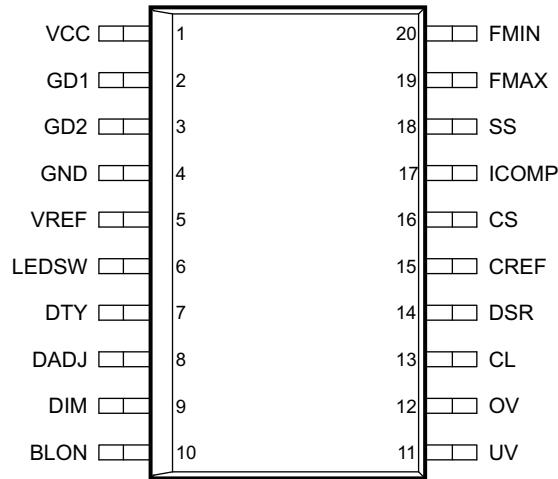 VCC 1 20 FMIN
GD1 2 19 FMAX
GD2 3 18 SS
GND 4 17 ICOMP
VREF 5 16 CS
LEDSW 6 15 CREF
DTY 7 14 DSR
DADJ 8 13 CL
DIM 9 12 OV
BLON 10 11 UV